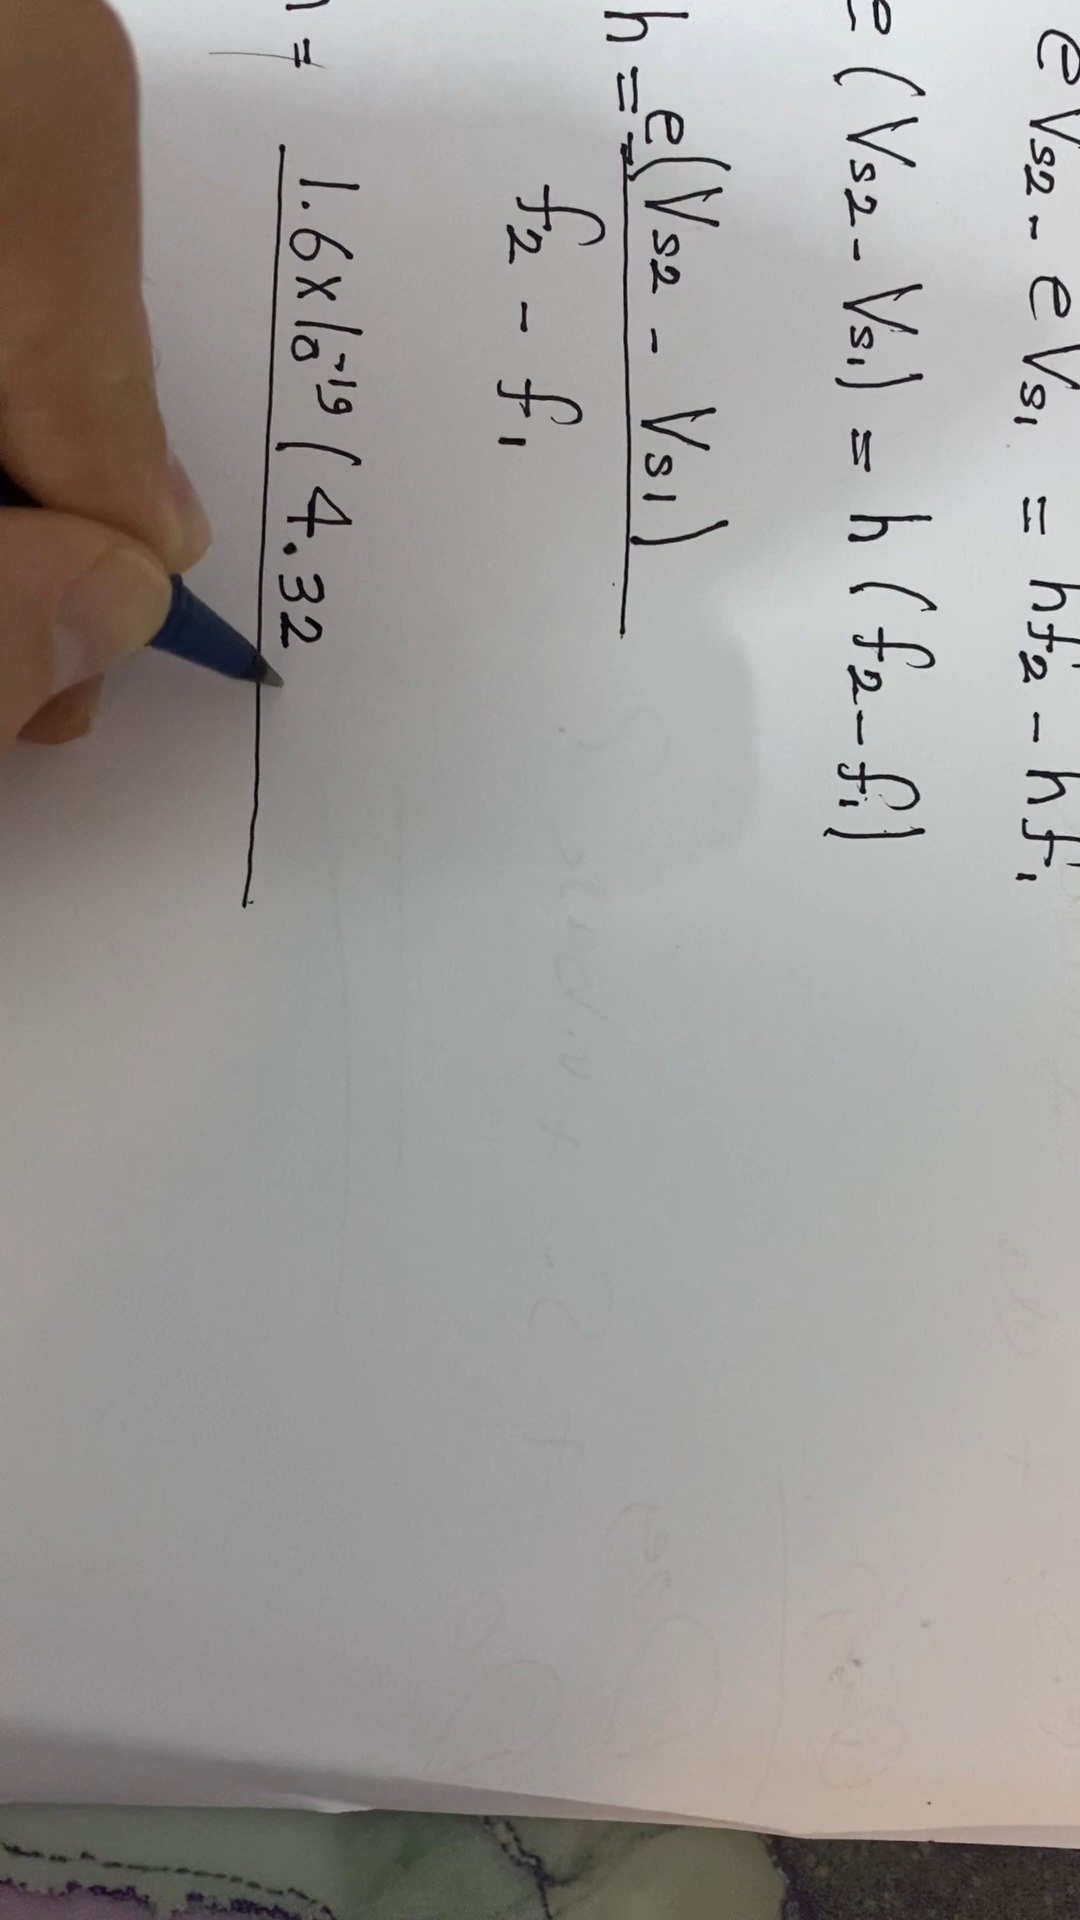 eVs2 - eVs1 = hf2 - hf1
e (Vs2 - Vs1) = h (f2 - f1)
h = e(Vs2 - Vs1)
f2 - f1
= 1.6 x 10^-19 ( 4.32